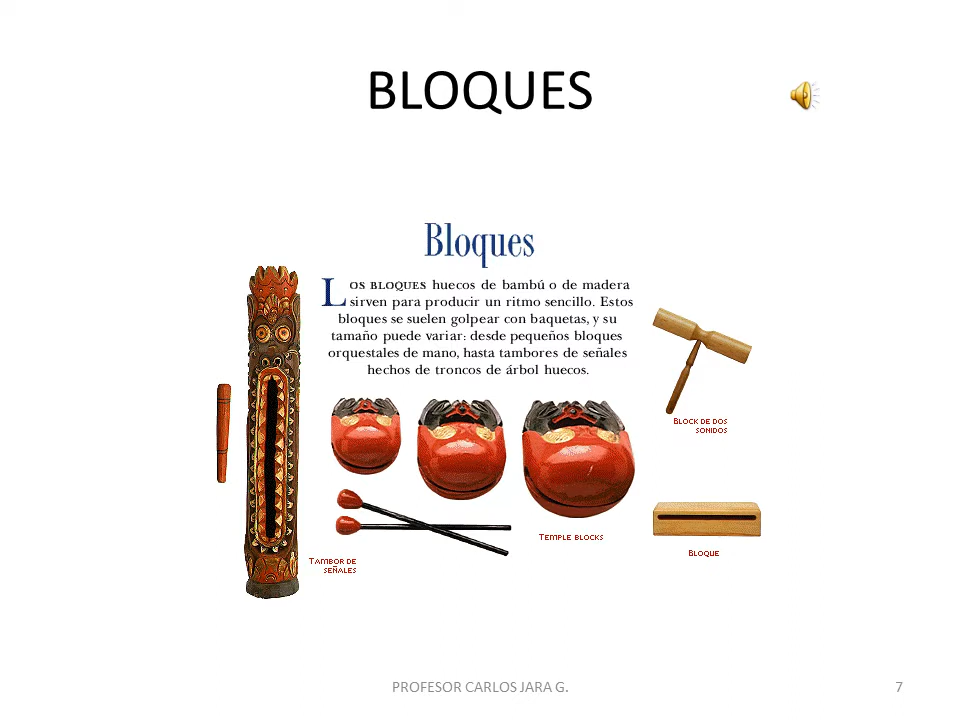 BLOQUES
Bloques
LOS BLOQUES huecos de bambú o de madera
sirven para producir un ritmo sencillo. Estos
bloques se suelen golpear con baquetas, y su
tamaño puede variar: desde pequeños bloques
orquestales de mano, hasta tambores de señales
hechos de troncos de árbol huecos.
BLOCK DE DOS
SONIDOS
TEMPLE BLOCKS
BLOQUE
TAMBOR DE
SEÑALES
PROFESOR CARLOS JARA G.
7